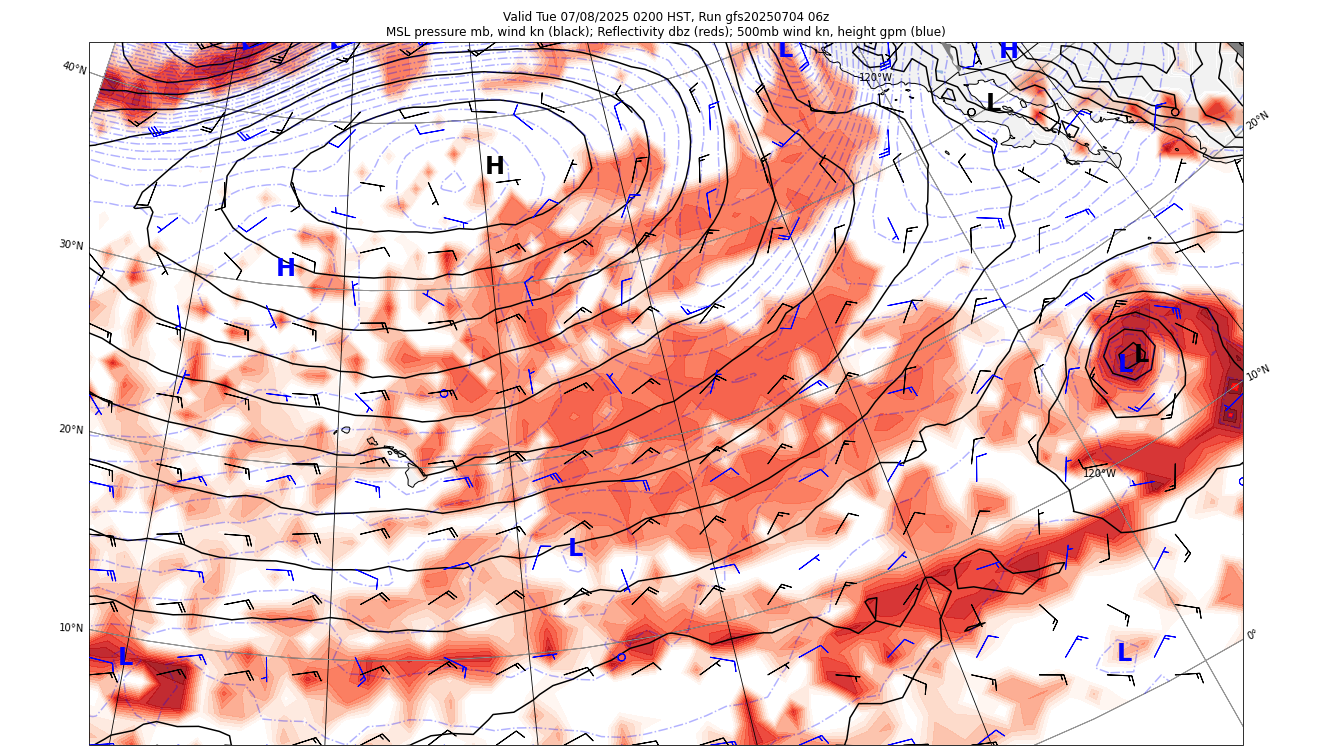 Valid Tue 07/08/2025 0200 HST, Run gfs20250704 06z
MSL pressure mb, wind kn (black); Reflectivity dbz (reds); 500mb wind kn, height gpm (blue)
H
L
120°W
40°N
L
20°N
H
30°N
H
L
L
10°N
20°N
120°W
L
10°N
L
L
0°